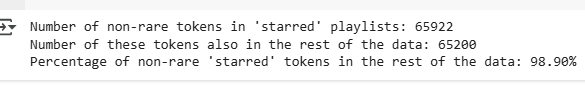 Number of non-rare tokens in 'starred' playlists: 65922
Number of these tokens also in the rest of the data: 65200
Percentage of non-rare 'starred' tokens in the rest of the data: 98.90%